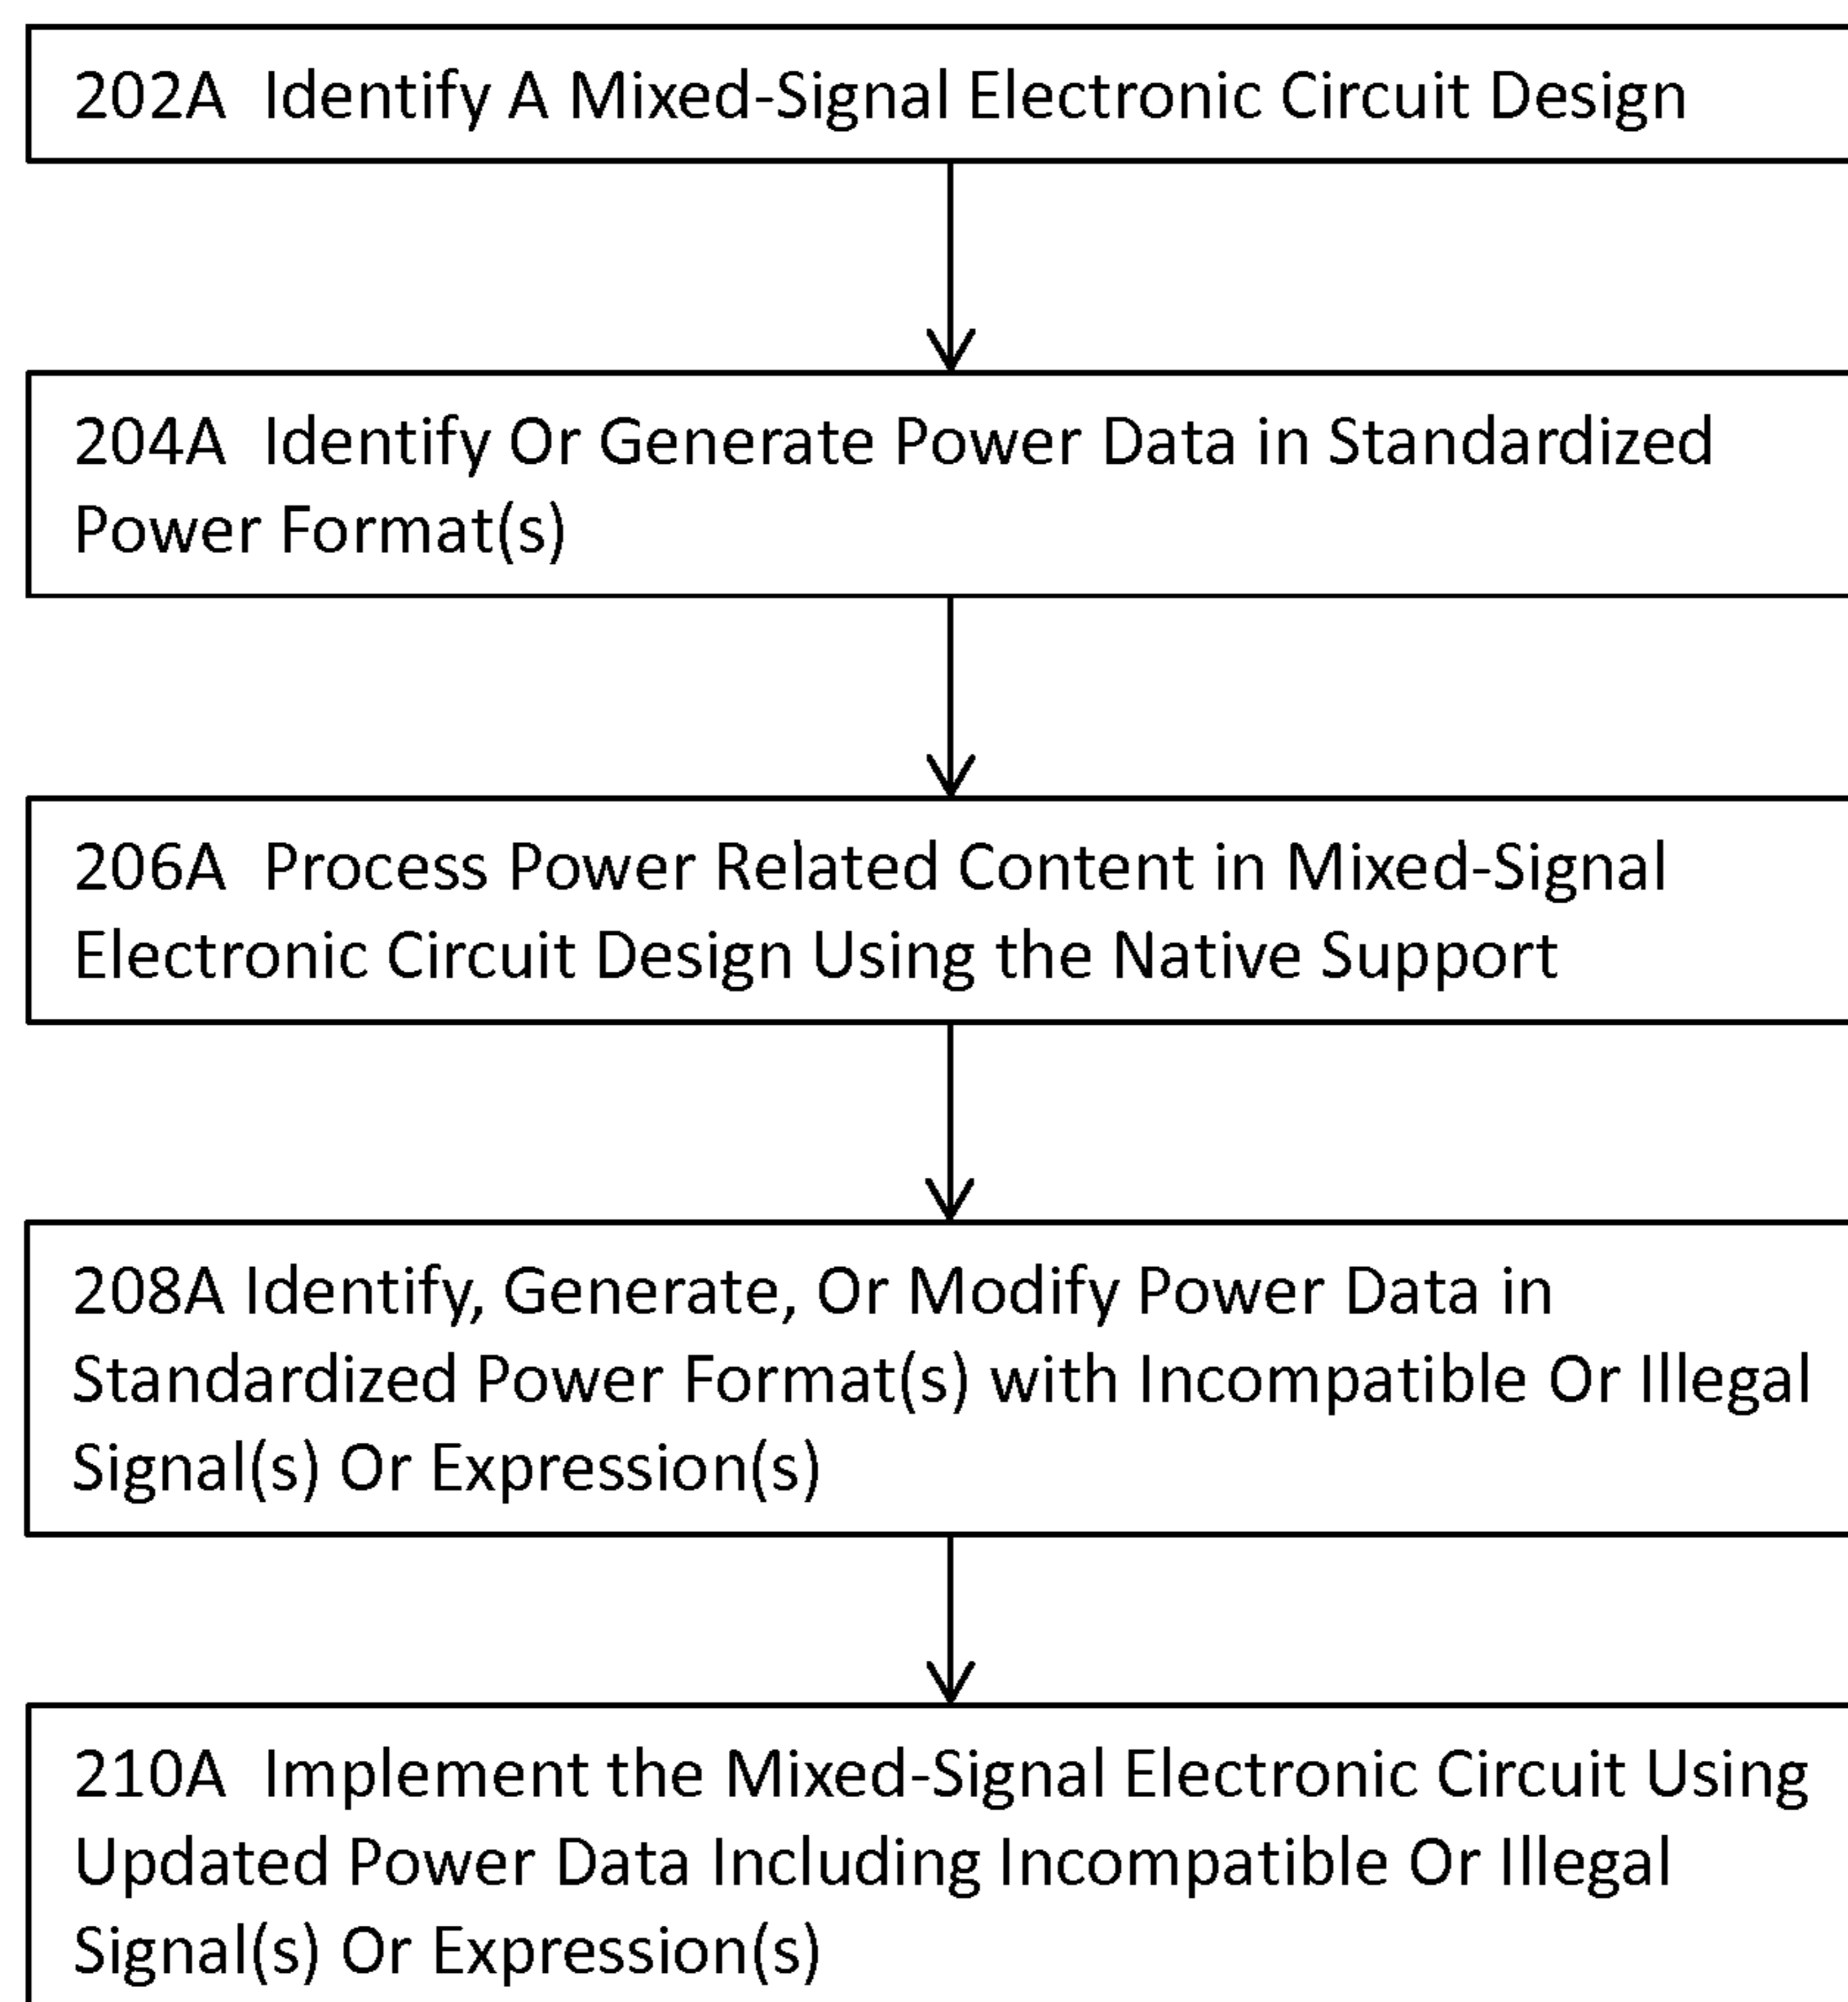 202A Identify A Mixed-Signal Electronic Circuit Design
204A Identify Or Generate Power Data in Standardized
Power Format(s)
206A Process Power Related Content in Mixed-Signal
Electronic Circuit Design Using the Native Support
208A Identify, Generate, Or Modify Power Data in
Standardized Power Format(s) with Incompatible Or Illegal
Signal(s) Or Expression(s)
210A Implement the Mixed-Signal Electronic Circuit Using
Updated Power Data Including Incompatible Or Illegal
Signal(s) Or Expression(s)